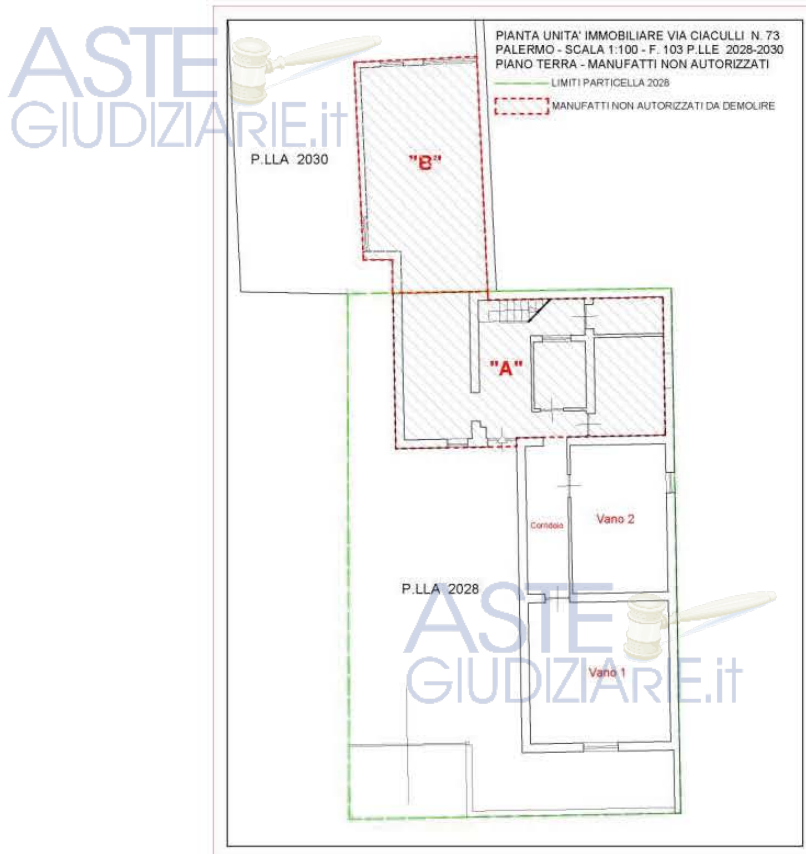 ASTE
GIUDIZIARIE.it
PIANTA UNITA' IMMOBILIARE VIA CIACULLI N. 73
PALERMO - SCALA 1:100 - F. 103 P.LLE 2028-2030
PIANO TERRA - MANUFATTI NON AUTORIZZATI
LIMITI PARTICELLA 2028
MANUFATTI NON AUTORIZZATI DA DEMOLIRE
P.LLA 2030
"B"
"A"
Corridoio
Vano 2
P.LLA 2028
ASTE
GIUDIZIARIE.it
Vano 1